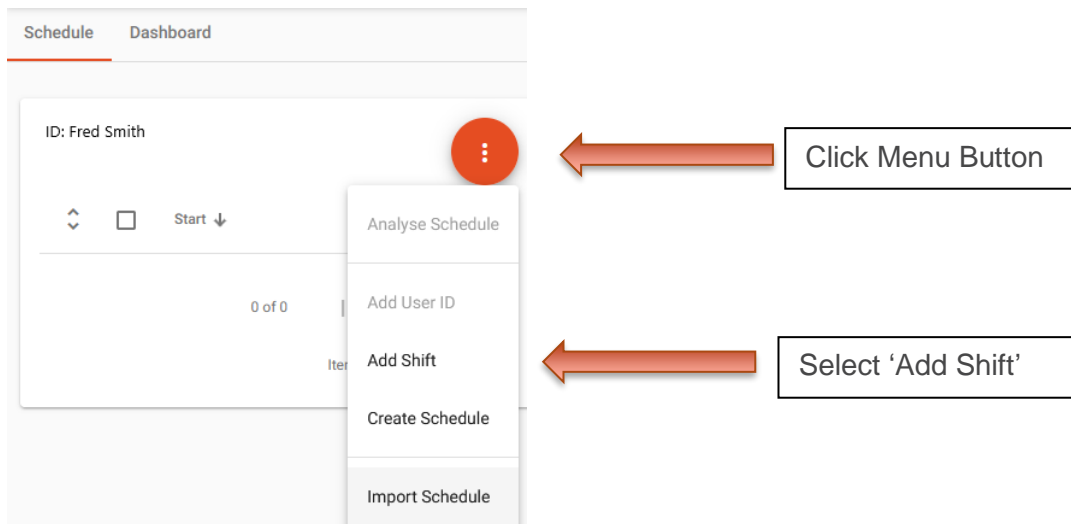 Schedule Dashboard
ID: Fred Smith
Click Menu Button
Start
Analyse Schedule
0 of 0 |
Add User ID
Add Shift
Select ‘Add Shift’
Create Schedule
Import Schedule